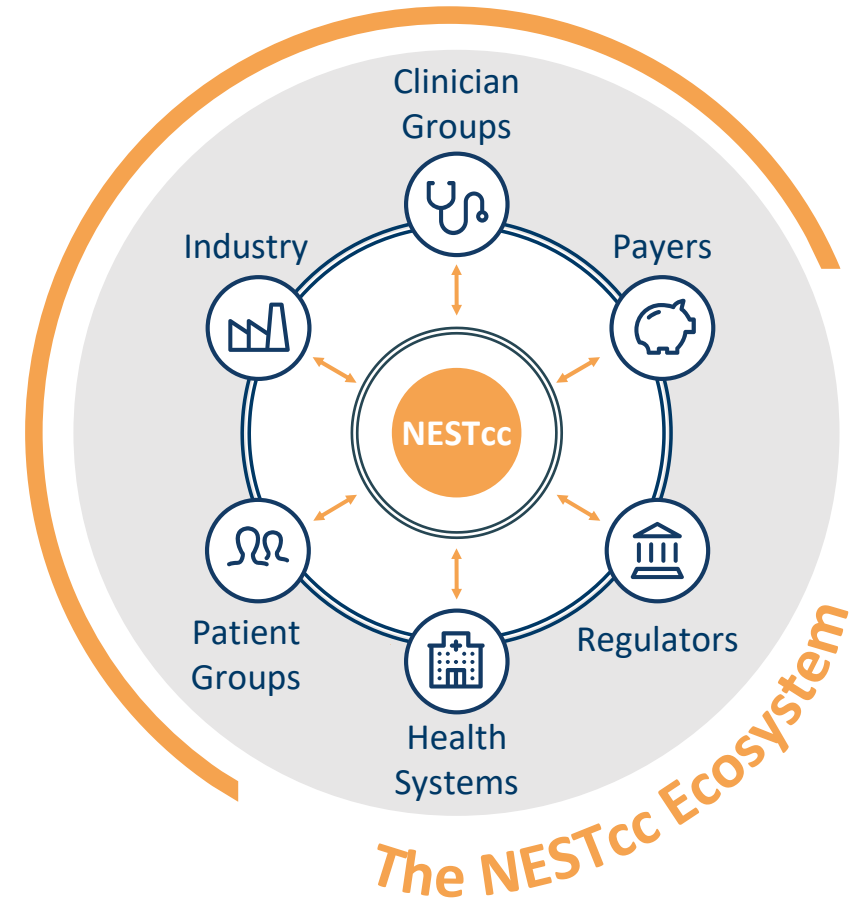 Clinician
Groups
Industry
Payers
NESTcc
Patient
Groups
Regulators
Health
Systems
The NESTcc Ecosystem